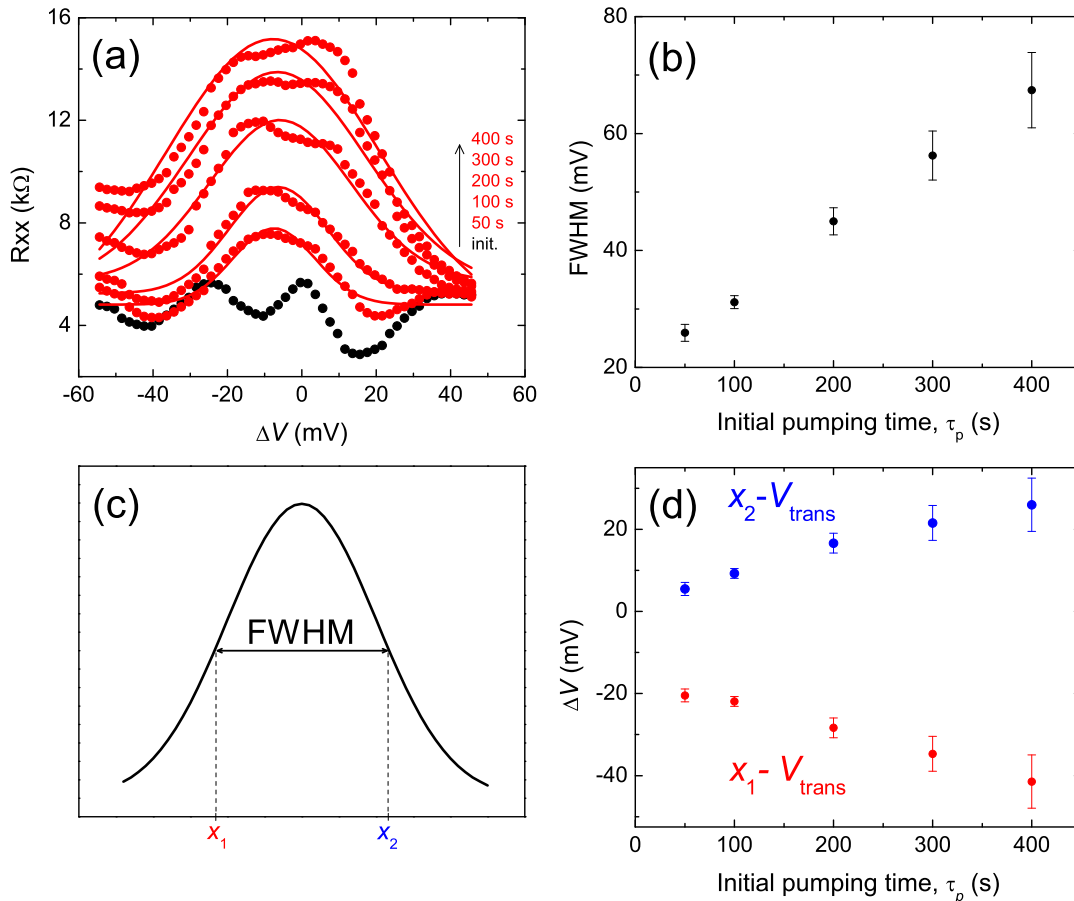 (a)
16
12
8
4
Rxx (kΩ)
400 s
300 s
200 s
100 s
50 s
init.
-60 -40 -20 0 20 40 60
ΔV (mV)
(b)
80
60
40
20
FWHM (mV)
0 100 200 300 400
Initial pumping time, τp (s)
(c)
FWHM
x1 x2
(d)
20
0
-20
-40
ΔV (mV)
x2-Vtrans
x1- Vtrans
0 100 200 300 400
Initial pumping time, τp (s)